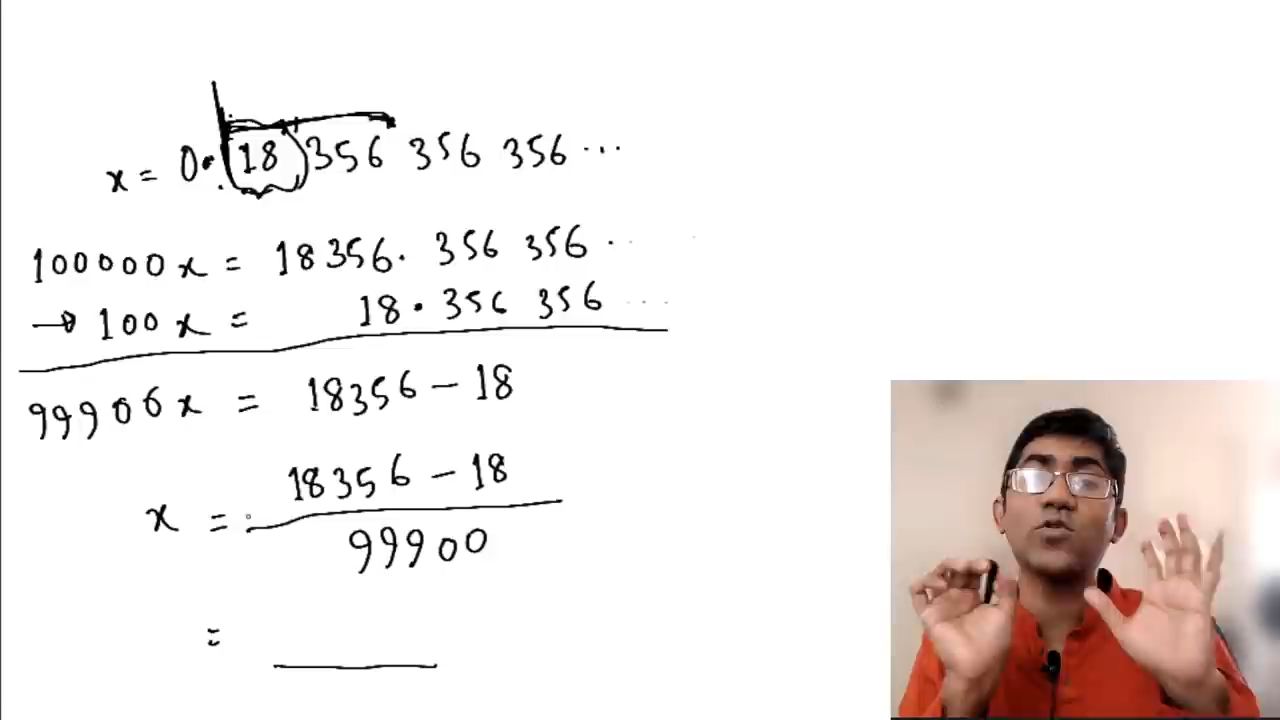 x = 0.18 356 356 356 ...
100000x = 18356.356 356 ...
→ 100x = 18.356 356 ...
99900x = 18356 - 18
x = 18356 - 18
99900
=